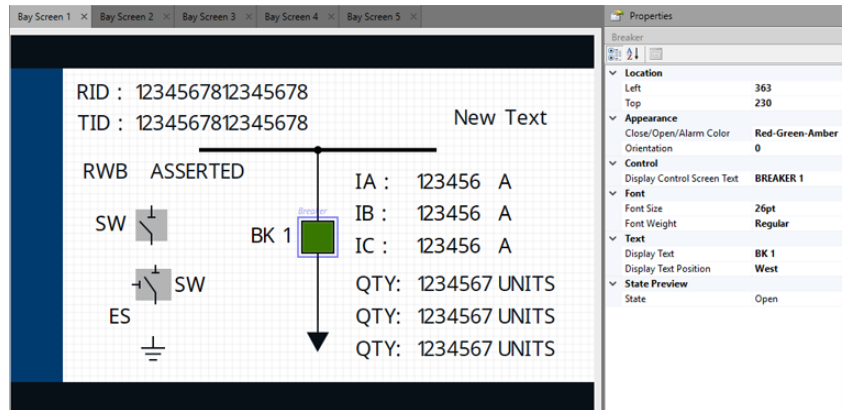 Bay Screen 1 × Bay Screen 2 × Bay Screen 3 × Bay Screen 4 × Bay Screen 5 ×
RID : 1234567812345678
TID : 1234567812345678
New Text
RWB ASSERTED
IA : 123456 A
SW
Breaker
IB : 123456 A
BK 1
IC : 123456 A
SW
QTY: 1234567 UNITS
ES
QTY: 1234567 UNITS
QTY: 1234567 UNITS
Properties
Breaker
Location
Left 363
Top 230
Appearance
Close/Open/Alarm Color Red-Green-Amber
Orientation 0
Control
Display Control Screen Text BREAKER 1
Font
Font Size 26pt
Font Weight Regular
Text
Display Text BK 1
Display Text Position West
State Preview
State Open